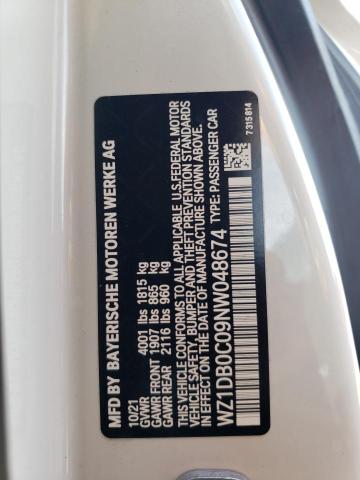 MFD BY BAYERISCHE MOTOREN WERKE AG
10/21
GVWR 4001 lbs 1815 kg
GAWR FRONT 1907 lbs 865 kg
GAWR REAR 2116 lbs 960 kg
THIS VEHICLE CONFORMS TO ALL APPLICABLE U.S.FEDERAL MOTOR
VEHICLE SAFETY, BUMPER AND THEFT PREVENTION STANDARDS
IN EFFECT ON THE DATE OF MANUFACTURE SHOWN ABOVE.
WZ1DB0C09NW048674 TYPE: PASSENGER CAR
7315814